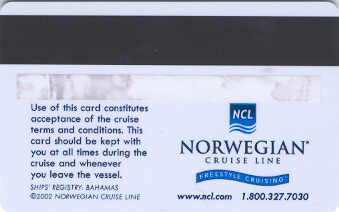 Use of this card constitutes
acceptance of the cruise
terms and conditions. This
card should be kept with
you at all times during the
cruise and whenever
you leave the vessel.
SHIPS' REGISTRY: BAHAMAS
©2002 NORWEGIAN CRUISE LINE
NCL
NORWEGIAN®
CRUISE LINE
FREESTYLE CRUISING™
www.ncl.com 1.800.327.7030